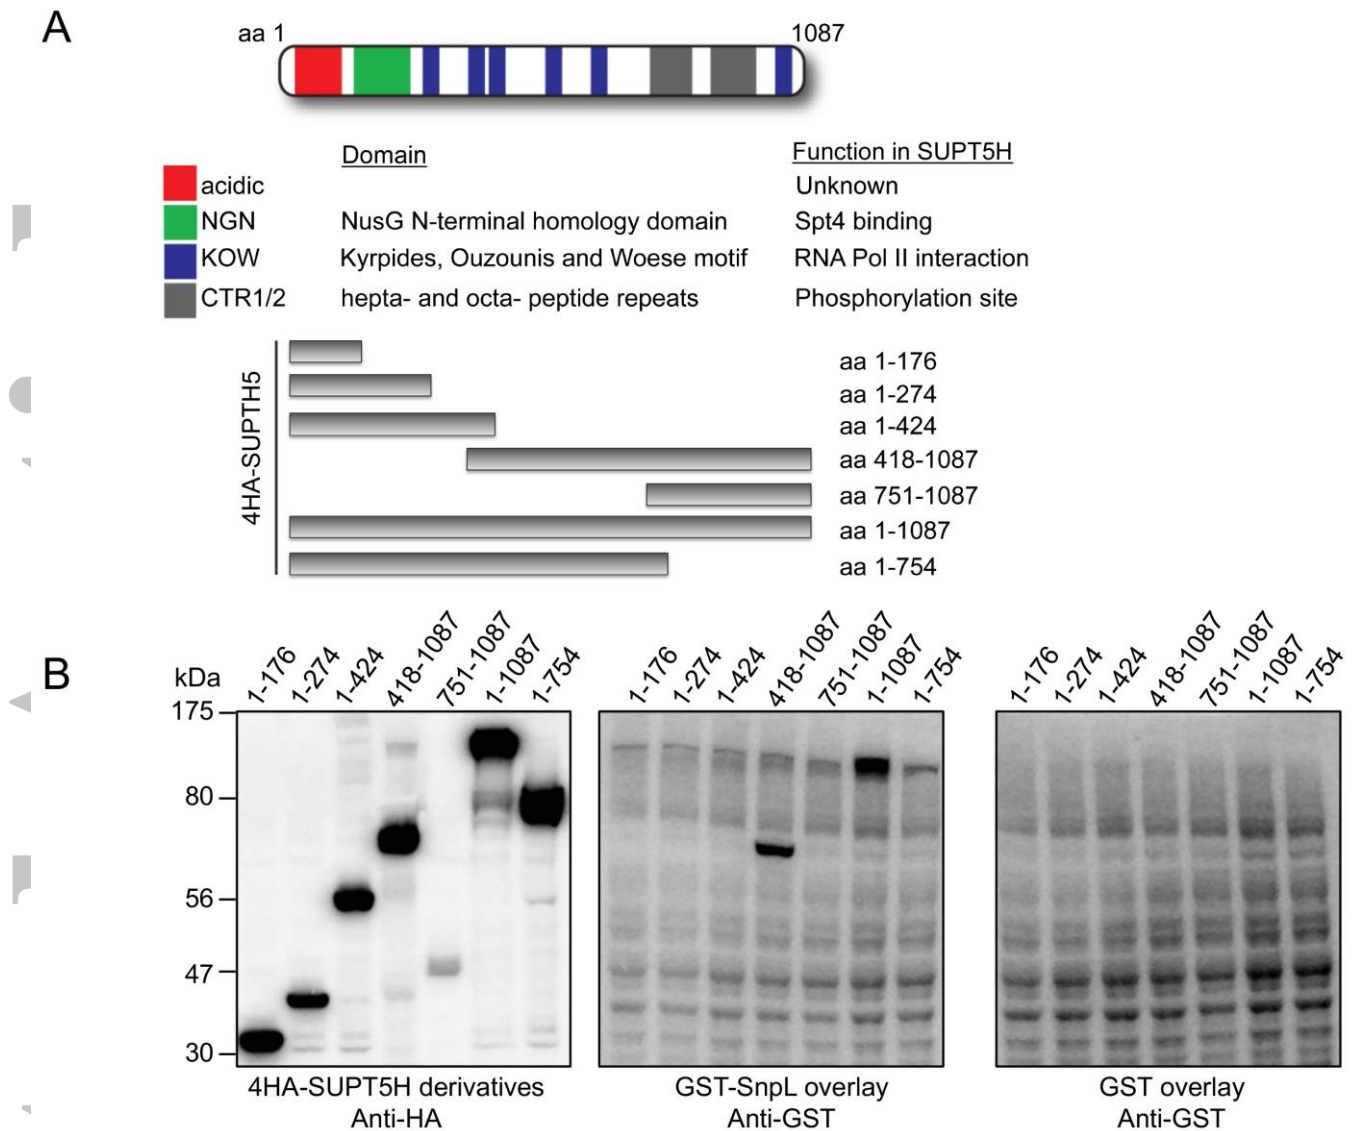 A
aa 1
1087
Domain
Function in SUPT5H
acidic
Unknown
NGN
NusG N-terminal homology domain
Spt4 binding
KOW
Kyrpides, Ouzounis and Woese motif
RNA Pol II interaction
CTR1/2
hepta- and octa- peptide repeats
Phosphorylation site
4HA-SUPTH5
aa 1-176
aa 1-274
aa 1-424
aa 418-1087
aa 751-1087
aa 1-1087
aa 1-754
B
kDa
1-176
1-274
1-424
418-1087
751-1087
1-1087
1-754
1-176
1-274
1-424
418-1087
751-1087
1-1087
1-754
1-176
1-274
1-424
418-1087
751-1087
1-1087
1-754
175
80
56
47
30
4HA-SUPT5H derivatives
Anti-HA
GST-SnpL overlay
Anti-GST
GST overlay
Anti-GST